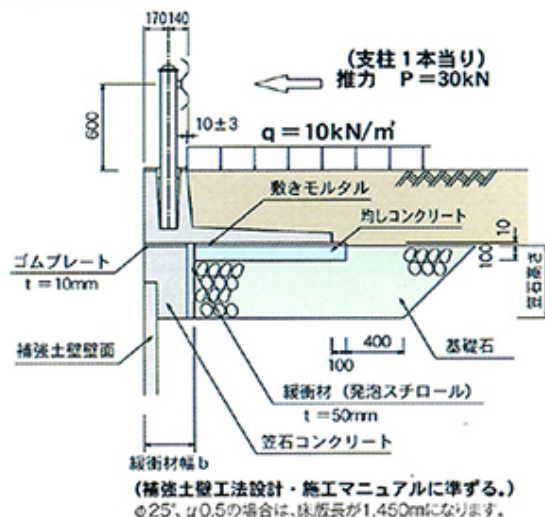 170140
(支柱1本当り)
推力 P=30kN
600
10±3
q=10kN/㎡
敷きモルタル
均しコンクリート
10
100
笠石高さ
ゴムプレート
t=10mm
補強土壁壁面
400
100
基礎石
緩衝材(発泡スチロール)
t=50mm
笠石コンクリート
緩衝材幅b
(補強土壁工法設計・施工マニュアルに準ずる。)
φ25°、μ0.5の場合は、床版長が1,450mになります。